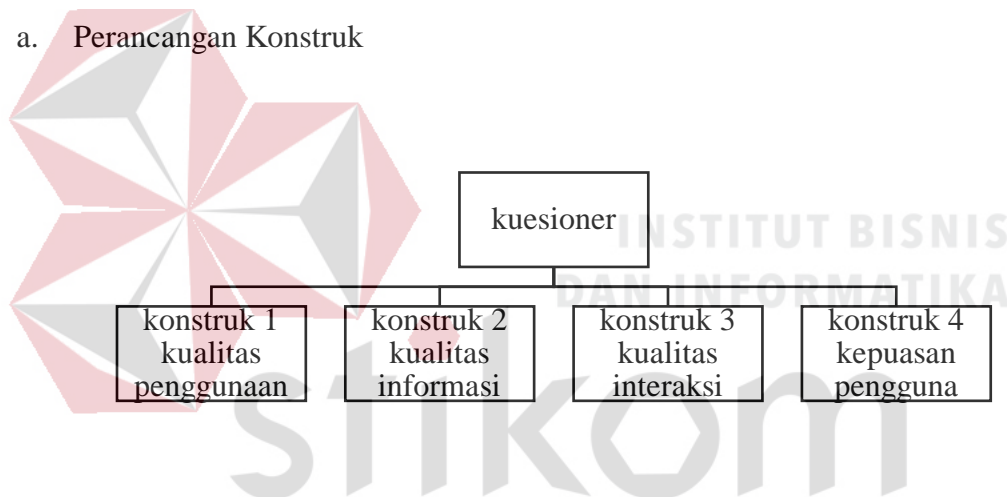 a. Perancangan Konstruk
kuesioner
INSTITUT BISNIS
DAN INFORMATIKA
konstruk 1
kualitas
penggunaan
konstruk 2
kualitas
informasi
konstruk 3
kualitas
interaksi
konstruk 4
kepuasan
pengguna
stikom